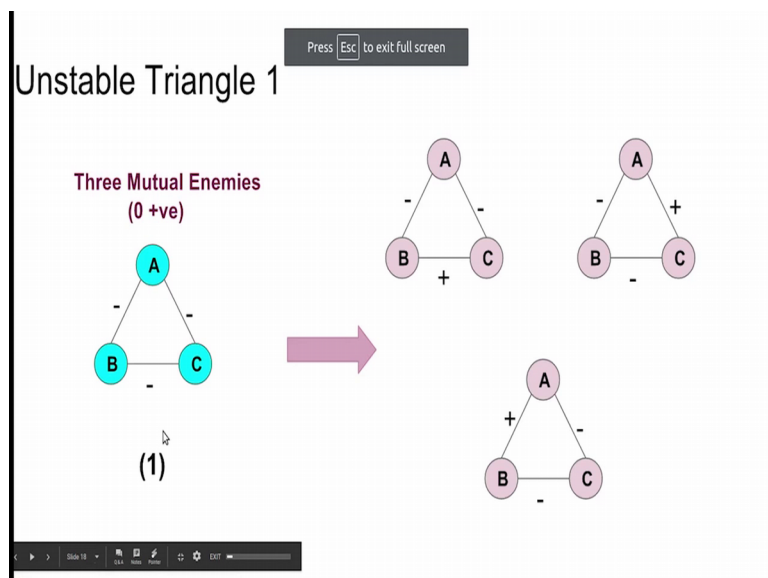 Press Esc to exit full screen
Unstable Triangle 1
Three Mutual Enemies
(0 +ve)
A
- -
B C
-
(1)
A
- -
B C
+
A
- +
B C
-
A
+ -
B C
-
Slide 18
Q&A Notes Pointer
EXIT